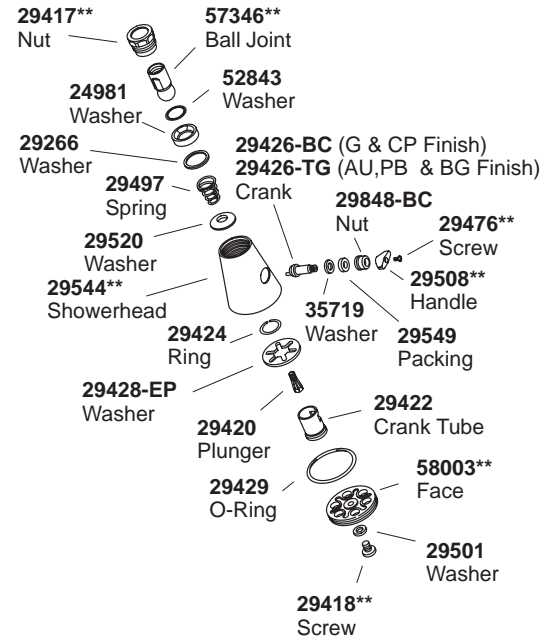 29417**
Nut
57346**
Ball Joint
52843
Washer
24981
Washer
29266
Washer
29426-BC (G & CP Finish)
29426-TG (AU,PB & BG Finish)
Crank
29497
Spring
29848-BC
Nut
29476**
Screw
29520
Washer
29508**
Handle
29544**
Showerhead
35719
Washer
29549
Packing
29424
Ring
29428-EP
Washer
29420
Plunger
29422
Crank Tube
29429
O-Ring
58003**
Face
29501
Washer
29418**
Screw